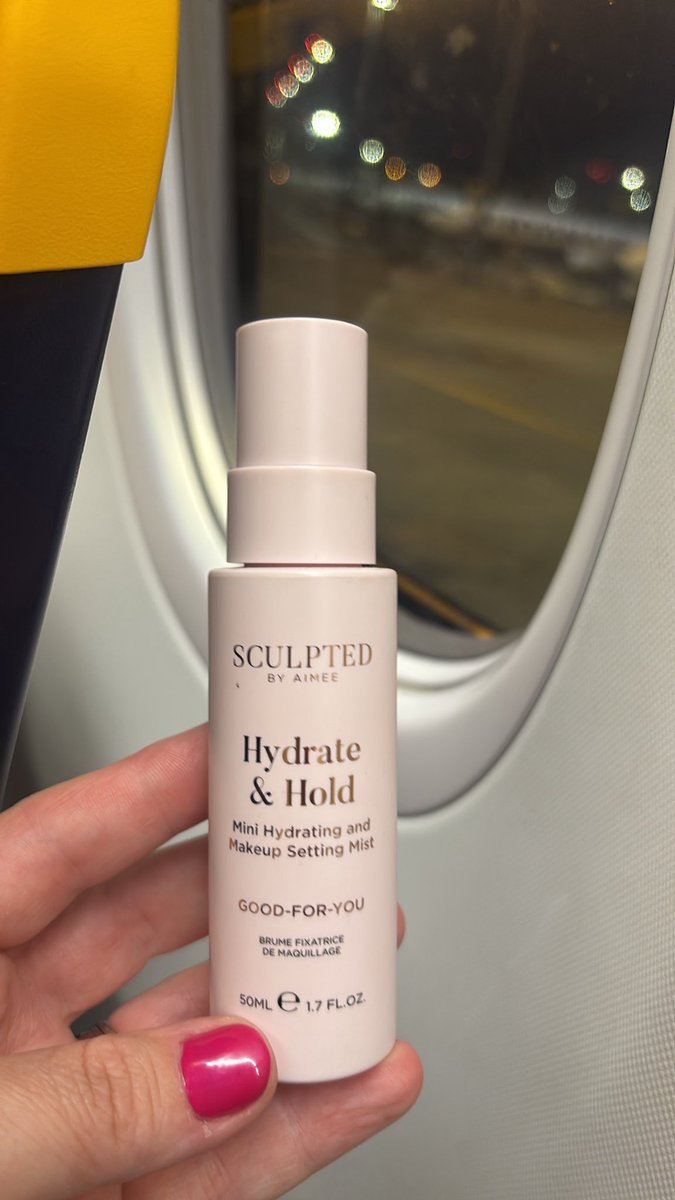 SCULPTED
BY AIMEE
Hydrate
& Hold
Mini Hydrating and
Makeup Setting Mist
GOOD-FOR-YOU
BRUME FIXATRICE
DE MAQUILLAGE
50ML ℮ 1.7 FL.OZ.